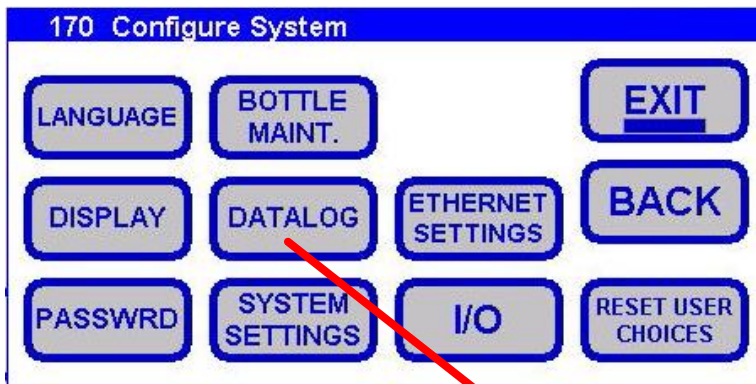 170 Configure System
LANGUAGE
BOTTLE
MAINT.
EXIT
DISPLAY
DATALOG
ETHERNET
SETTINGS
BACK
PASSWRD
SYSTEM
SETTINGS
I/O
RESET USER
CHOICES